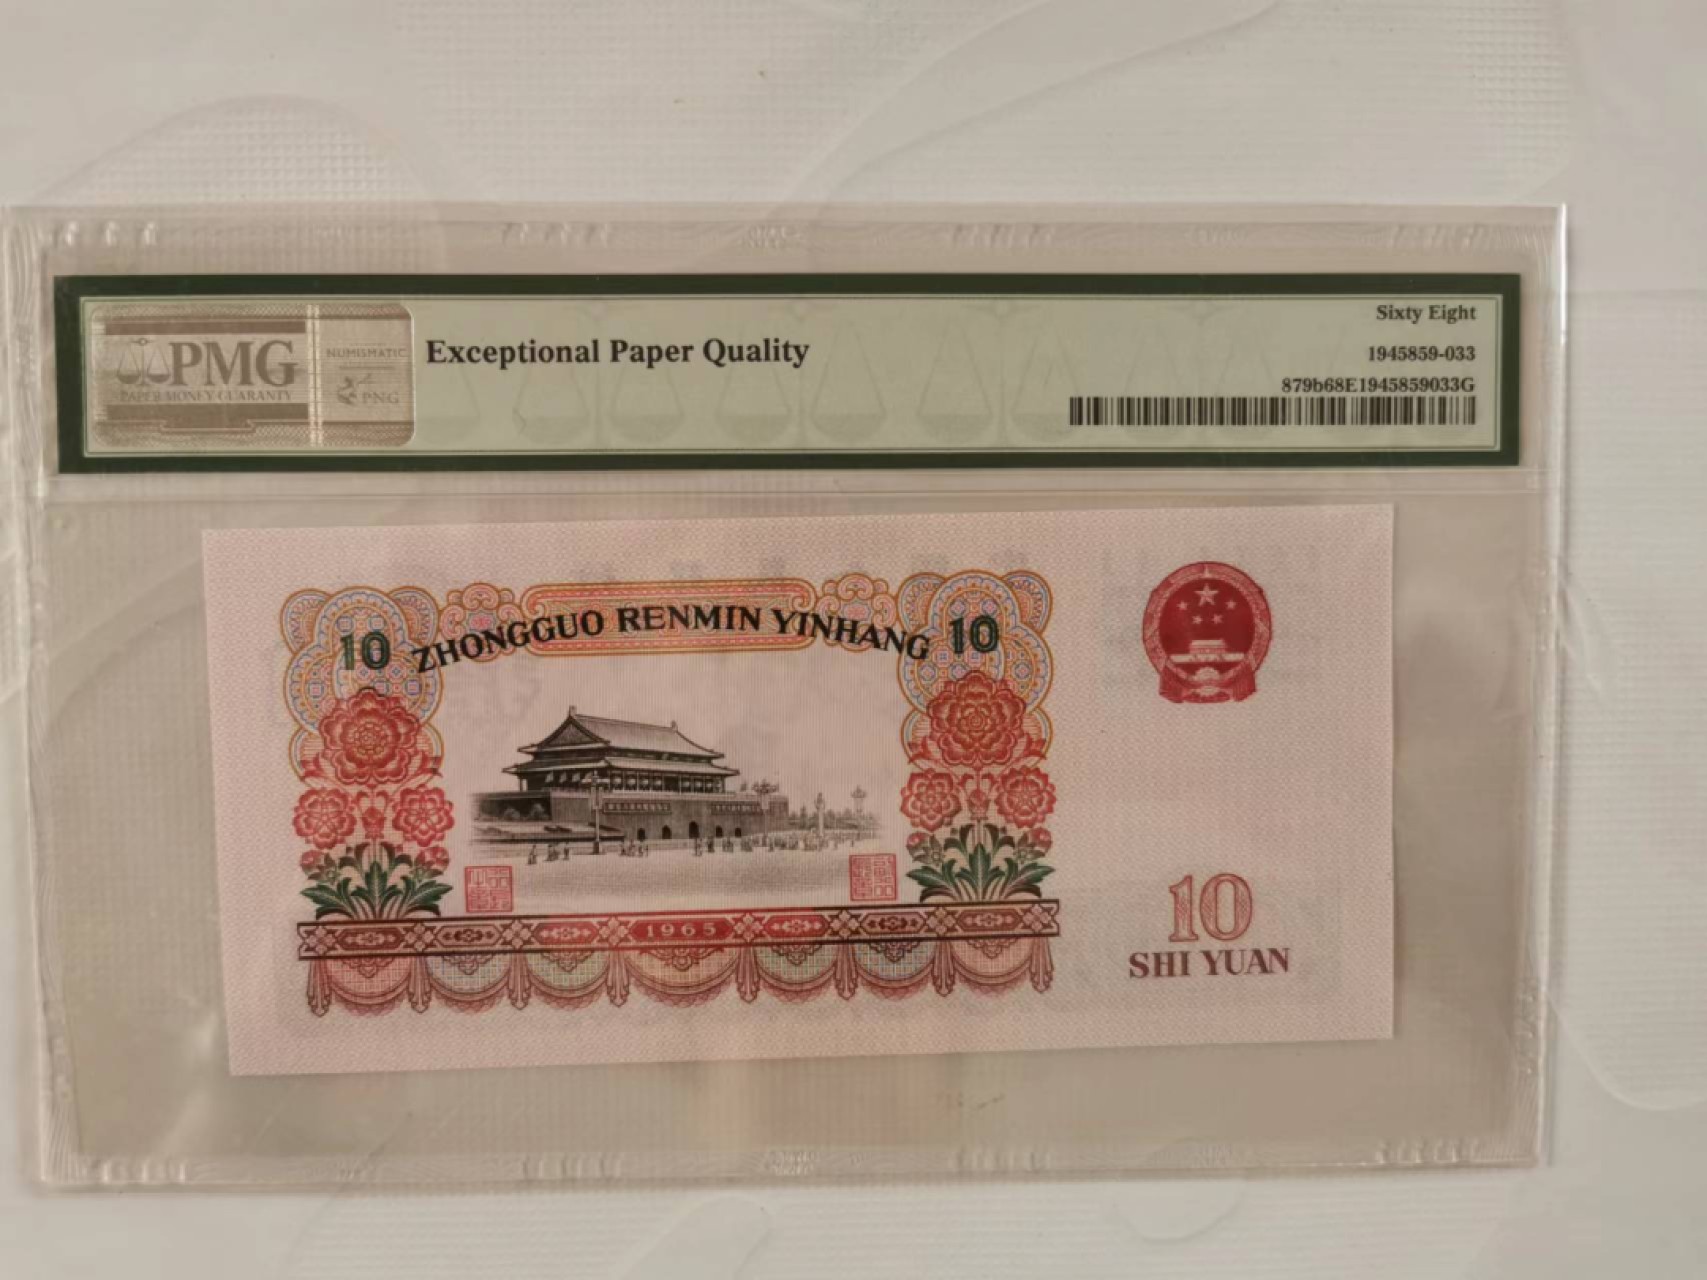 PMG
PAPER MONEY GUARANTY
NUMISMATIC
PNG
Exceptional Paper Quality
Sixty Eight
1945859-033
879b68E1945859033G
10 ZHONGGUO RENMIN YINHANG 10
1965
10
SHI YUAN